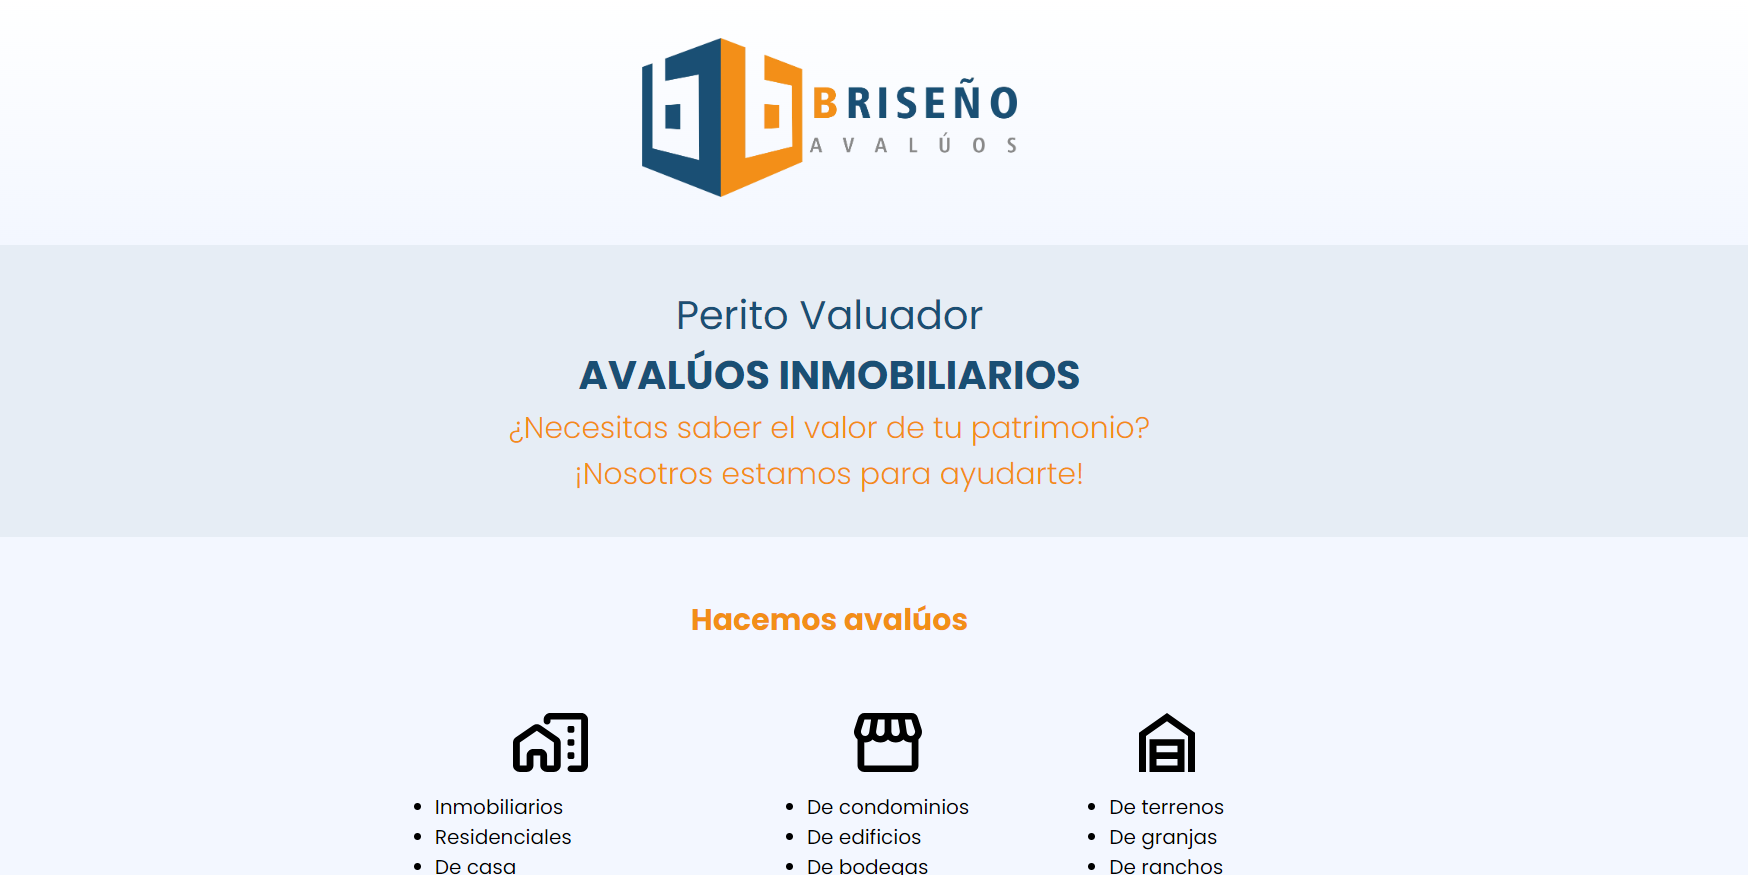 BRISEÑO
AVALÚOS
Perito Valuador
AVALÚOS INMOBILIARIOS
¿Necesitas saber el valor de tu patrimonio?
¡Nosotros estamos para ayudarte!
Hacemos avalúos
• Inmobiliarios
• Residenciales
• De casa
• De condominios
• De edificios
• De bodegas
• De terrenos
• De granjas
• De ranchos